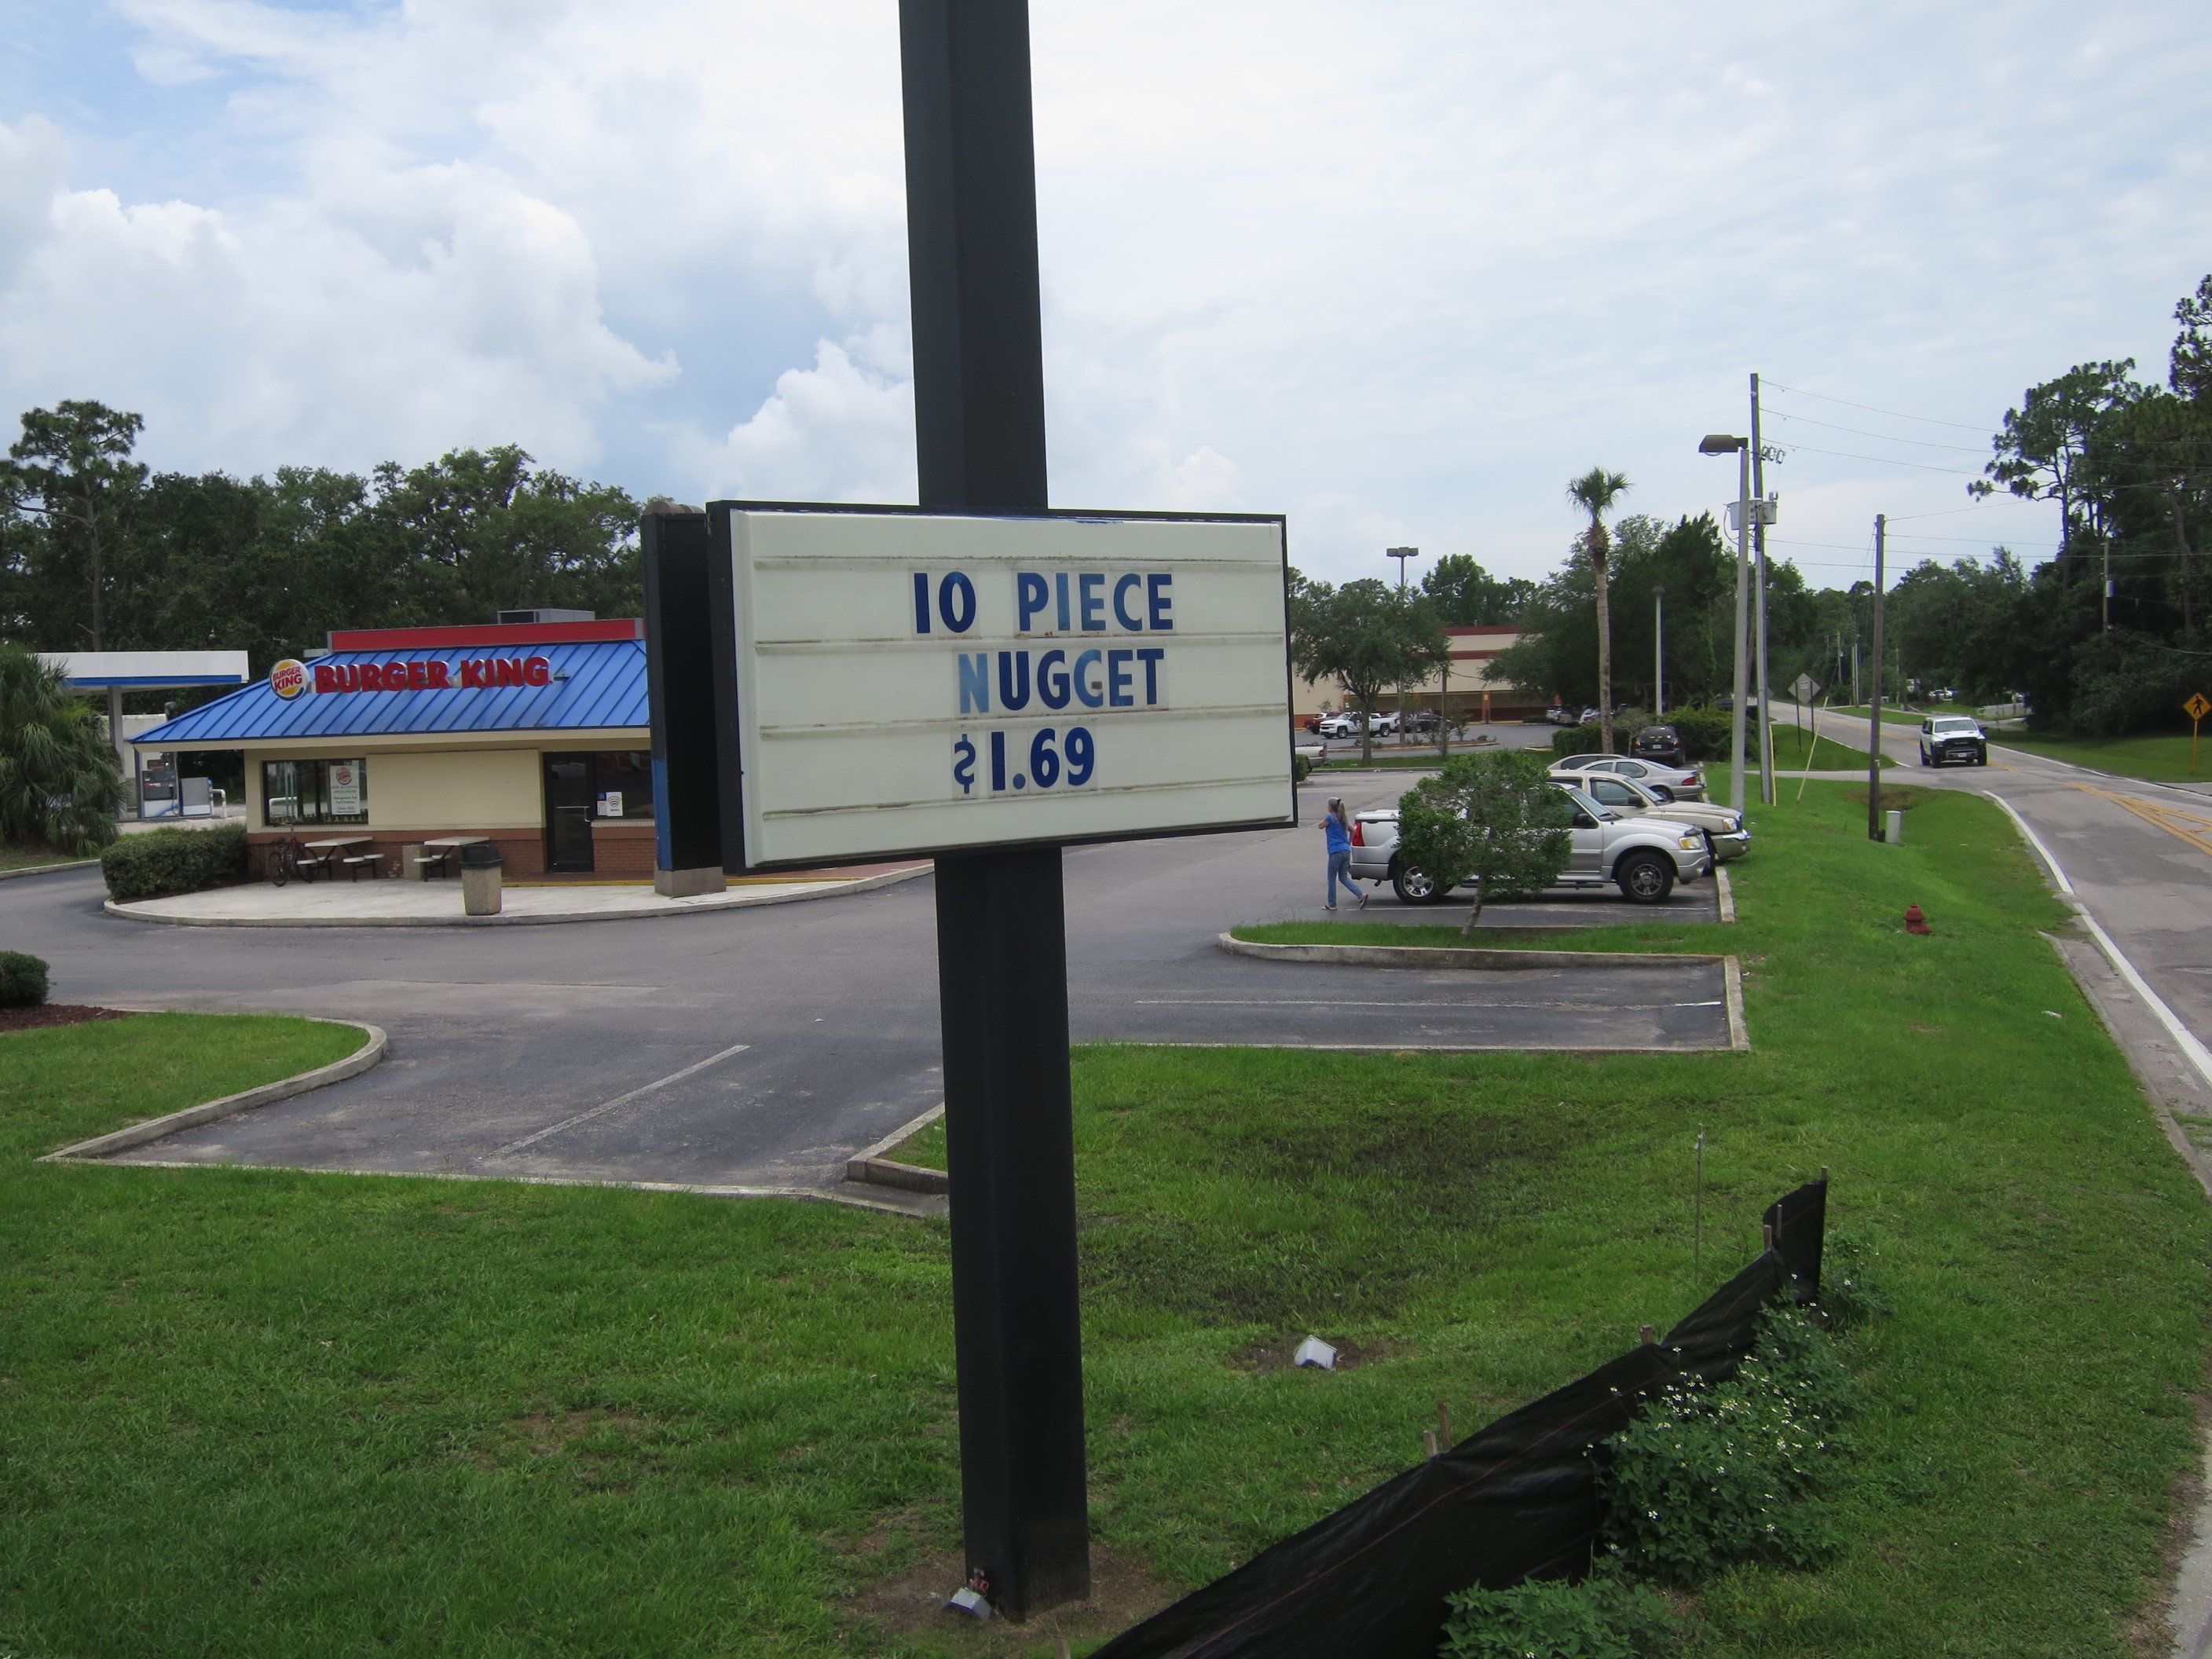 10 PIECE
NUGGET
$1.69
BURGER KING
BURGER KING